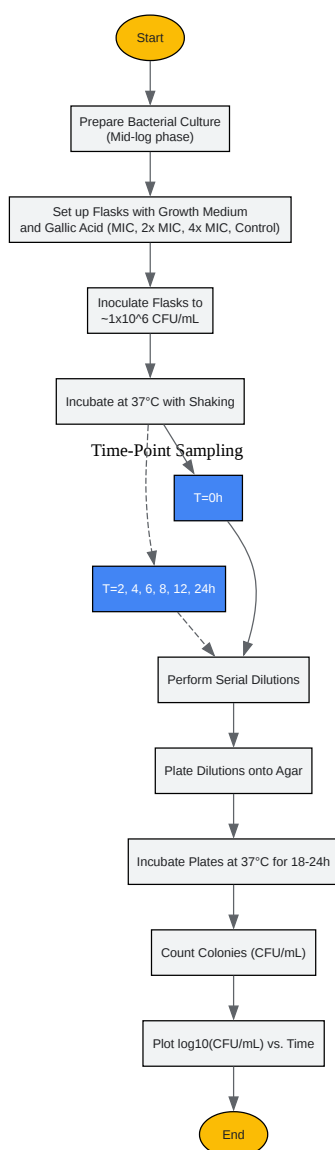 Start
Prepare Bacterial Culture
(Mid-log phase)
Set up Flasks with Growth Medium
and Gallic Acid (MIC, 2x MIC, 4x MIC, Control)
Inoculate Flasks to
~1x10^6 CFU/mL
Incubate at 37°C with Shaking
Time-Point Sampling
T=0h
T=2, 4, 6, 8, 12, 24h
Perform Serial Dilutions
Plate Dilutions onto Agar
Incubate Plates at 37°C for 18-24h
Count Colonies (CFU/mL)
Plot log10(CFU/mL) vs. Time
End